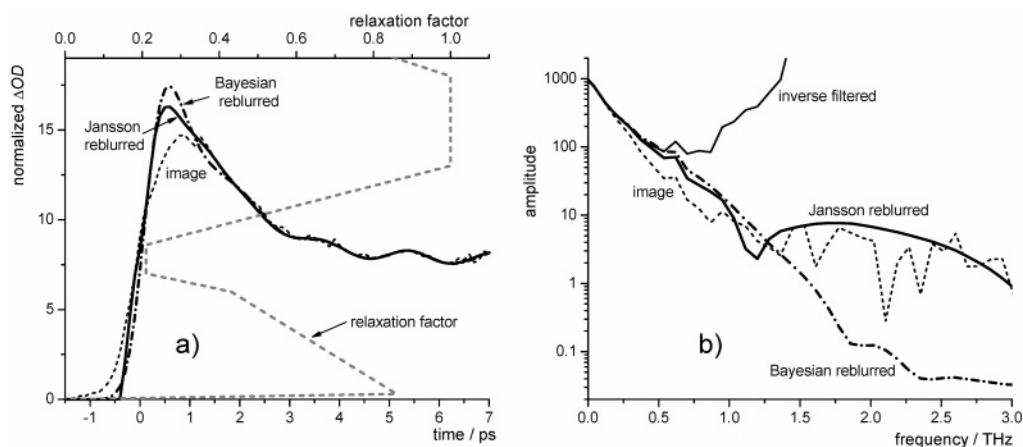 a)
relaxation factor
0.0 0.2 0.4 0.6 0.8 1.0
normalized ΔOD
15
10
5
0
Bayesian
reblurred
Jansson
reblurred
image
relaxation factor
a)
-1 0 1 2 3 4 5 6 7
time / ps
b)
amplitude
1000
100
10
1
0.1
inverse filtered
image
Jansson reblurred
Bayesian reblurred
b)
0.0 0.5 1.0 1.5 2.0 2.5 3.0
frequency / THz